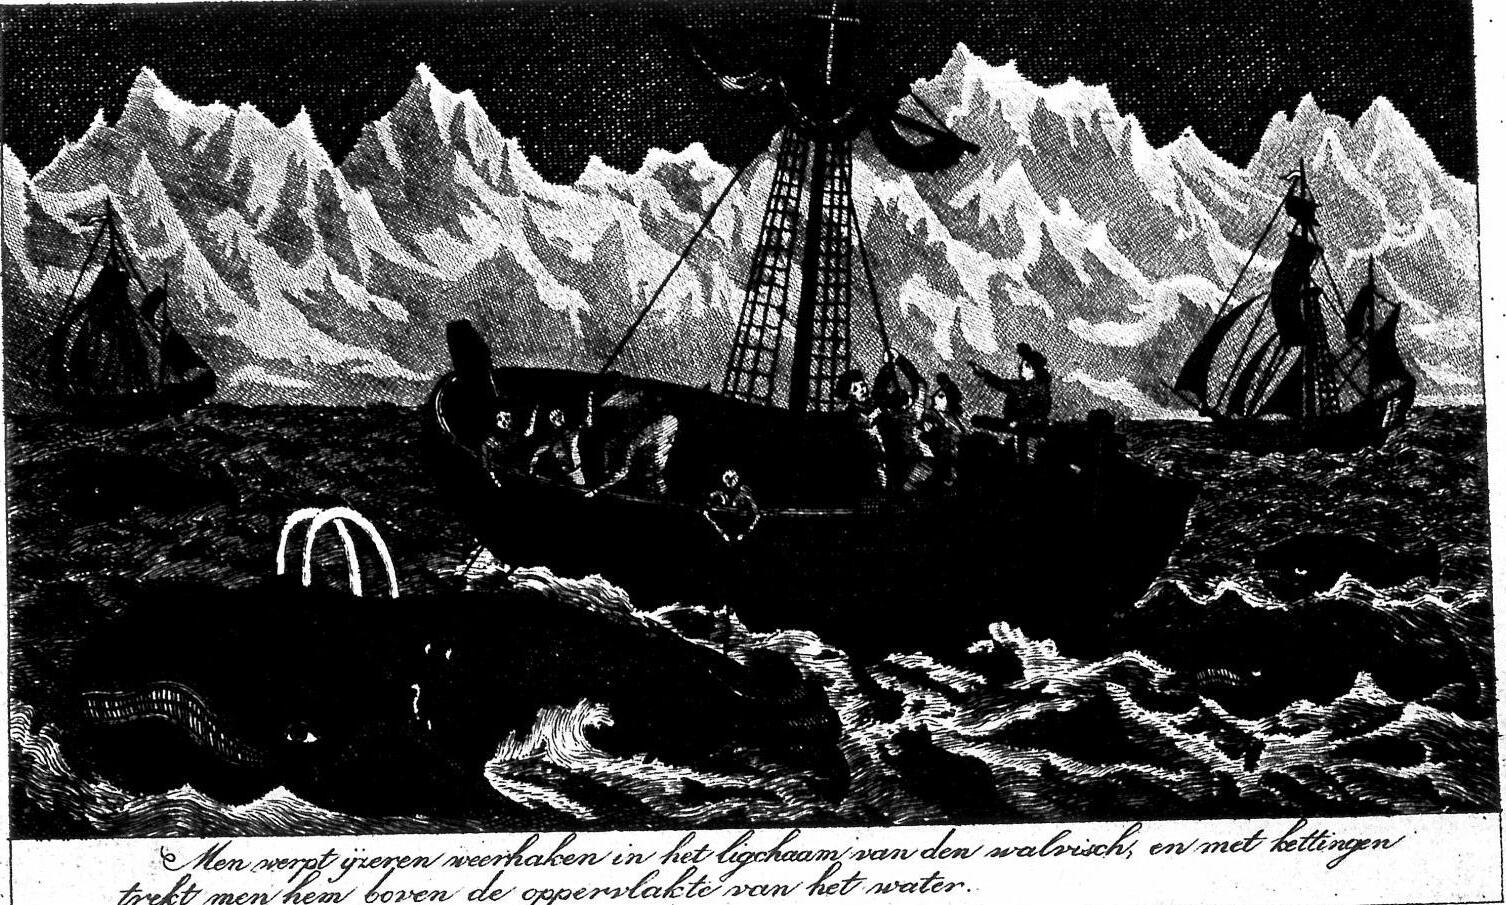 Men werpt ijzeren weerhaken in het ligchaam van den walvisch, en met kettingen
trekt men hem boven de oppervlakte van het water.